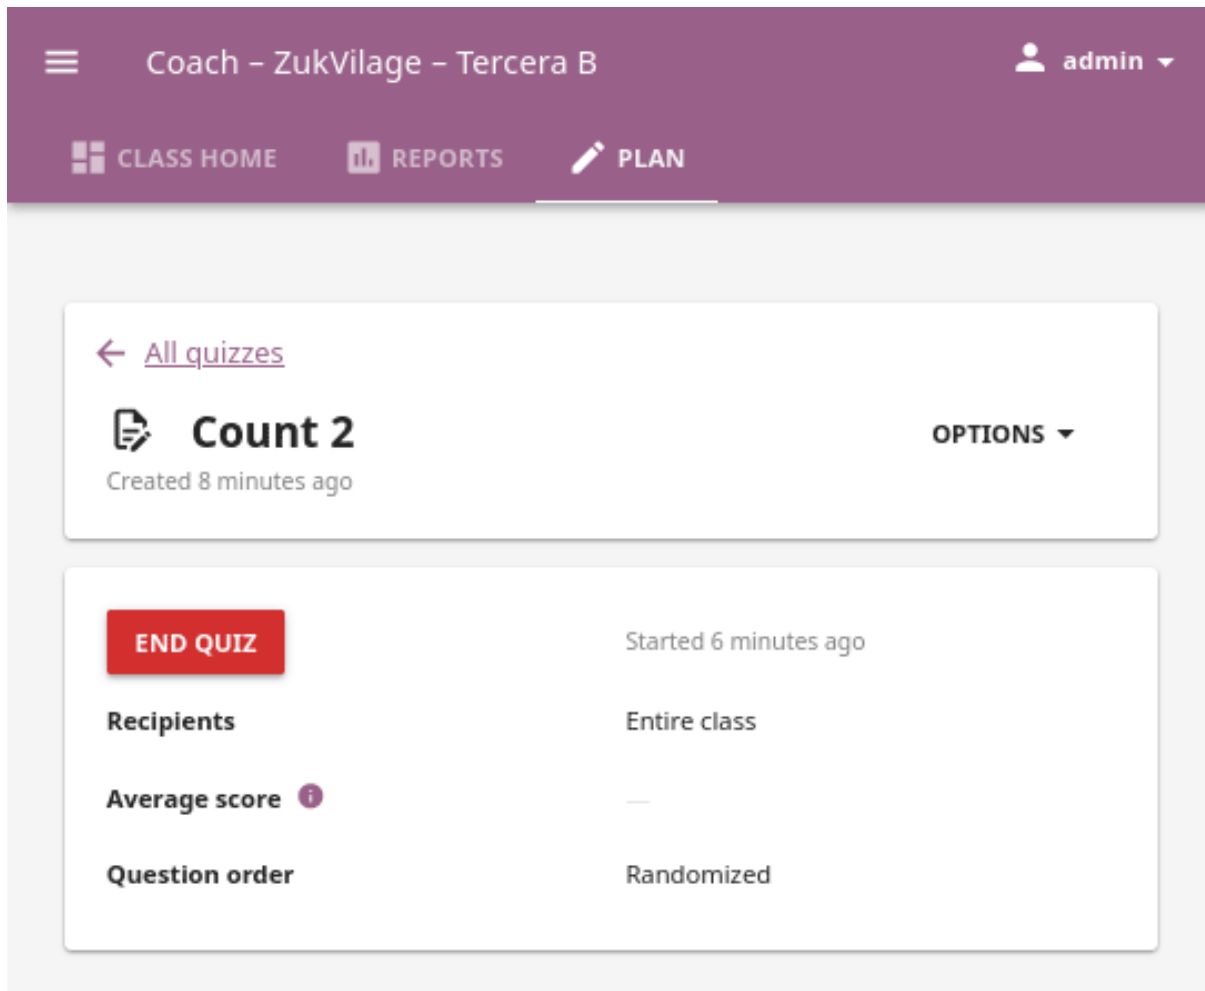 Coach – ZukVilage – Tercera B
admin
CLASS HOME
REPORTS
PLAN
All quizzes
Count 2
OPTIONS
Created 8 minutes ago
END QUIZ
Started 6 minutes ago
Recipients
Entire class
Average score
—
Question order
Randomized